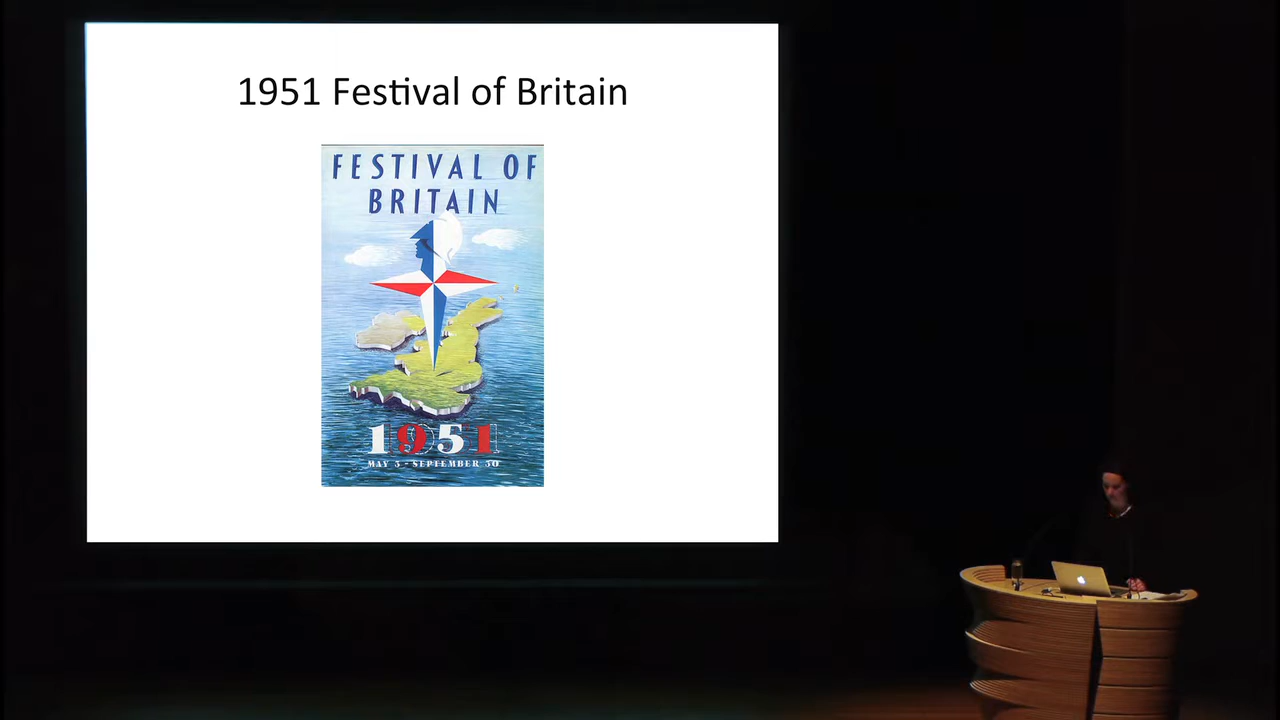 1951 Festival of Britain
FESTIVAL OF
BRITAIN
1951
MAY 3 - SEPTEMBER 30